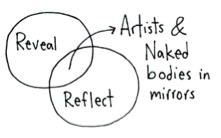 Reveal
Reflect
Artists &
Naked
bodies in
mirrors